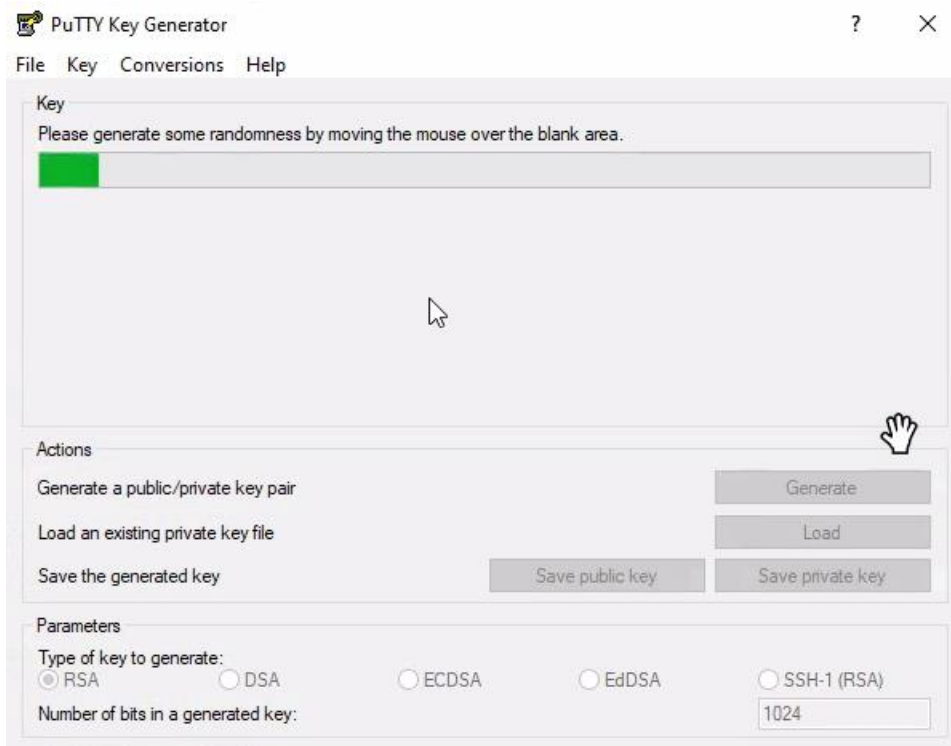 PuTTY Key Generator ?
File Key Conversions Help
Key
Please generate some randomness by moving the mouse over the blank area.
Actions
Generate a public/private key pair Generate
Load an existing private key file Load
Save the generated key Save public key Save private key
Parameters
Type of key to generate:
RSA DSA ECDSA EdDSA SSH-1 (RSA)
Number of bits in a generated key: 1024